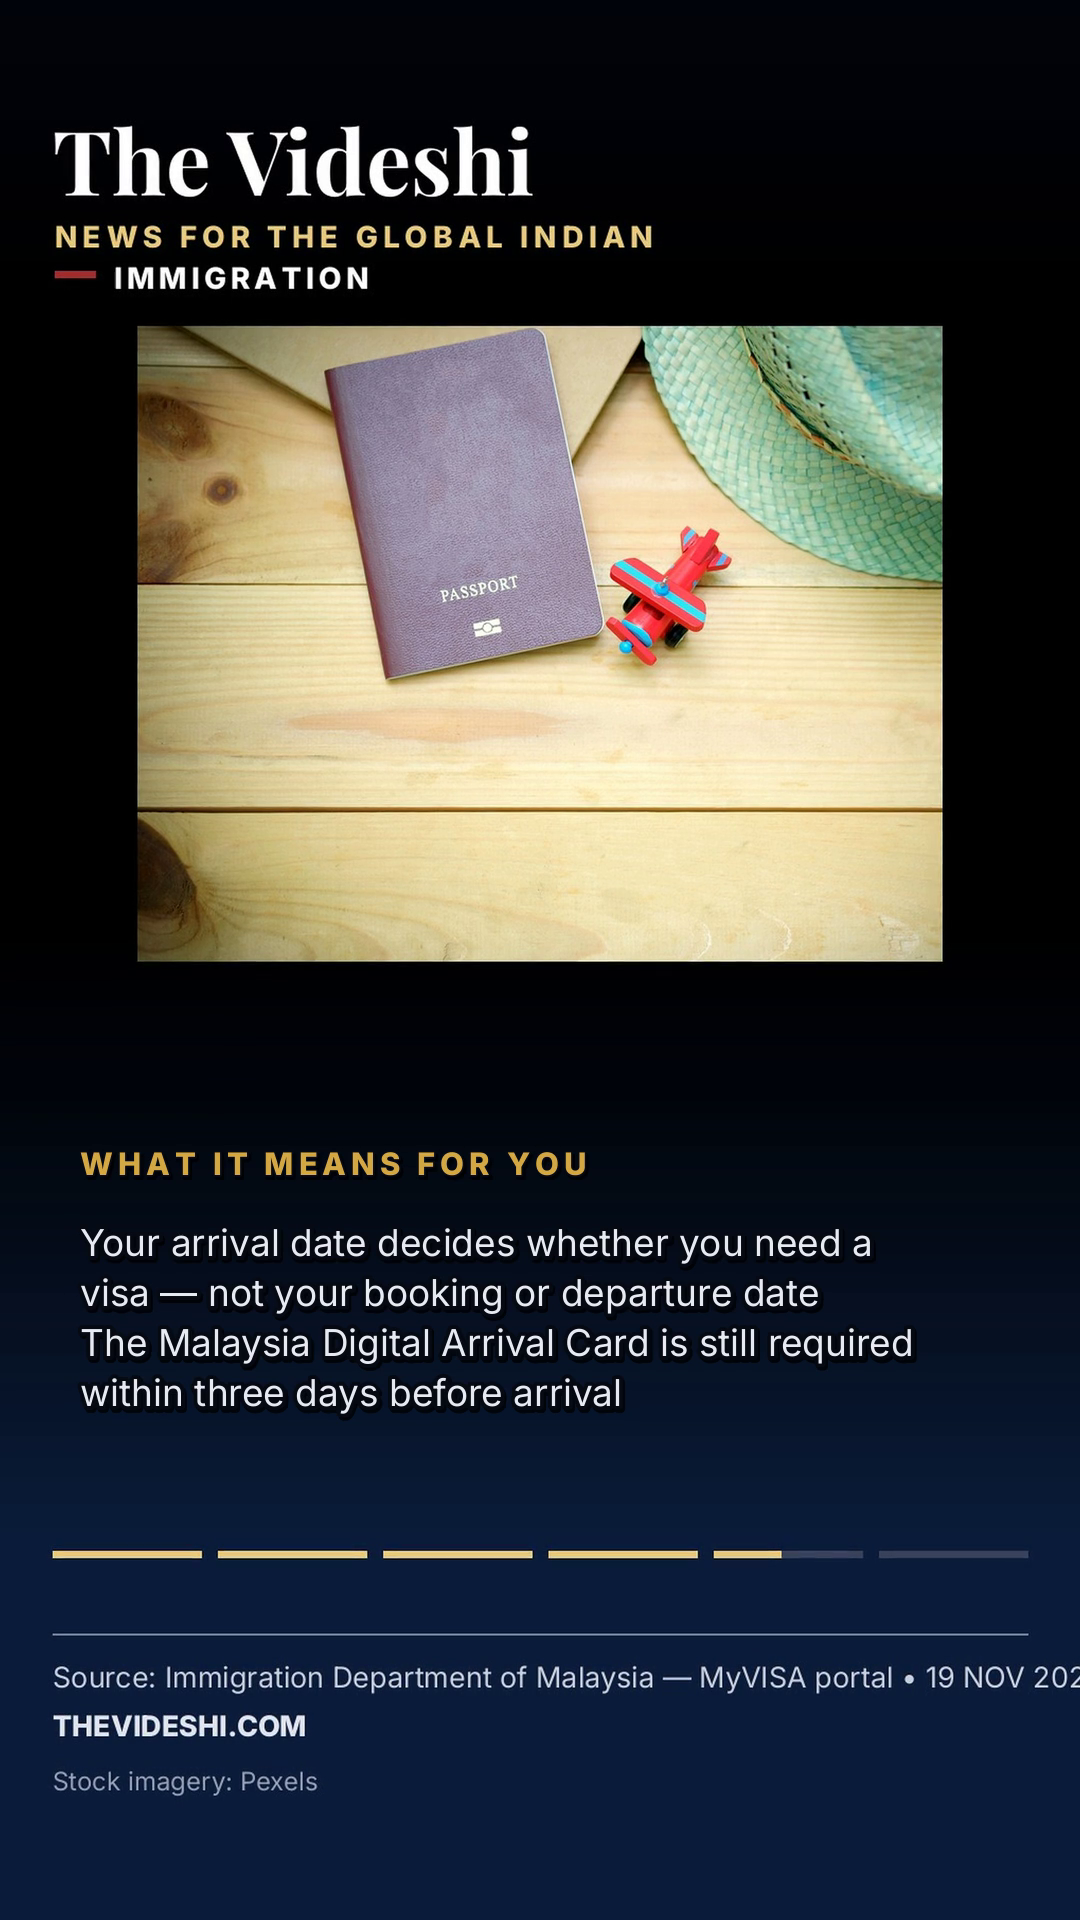 The Videshi
NEWS FOR THE GLOBAL INDIAN
IMMIGRATION
PASSPORT
WHAT IT MEANS FOR YOU
Your arrival date decides whether you need a
visa — not your booking or departure date
The Malaysia Digital Arrival Card is still required
within three days before arrival
Source: Immigration Department of Malaysia — MyVISA portal • 19 NOV 202
THEVIDESHI.COM
Stock imagery: Pexels